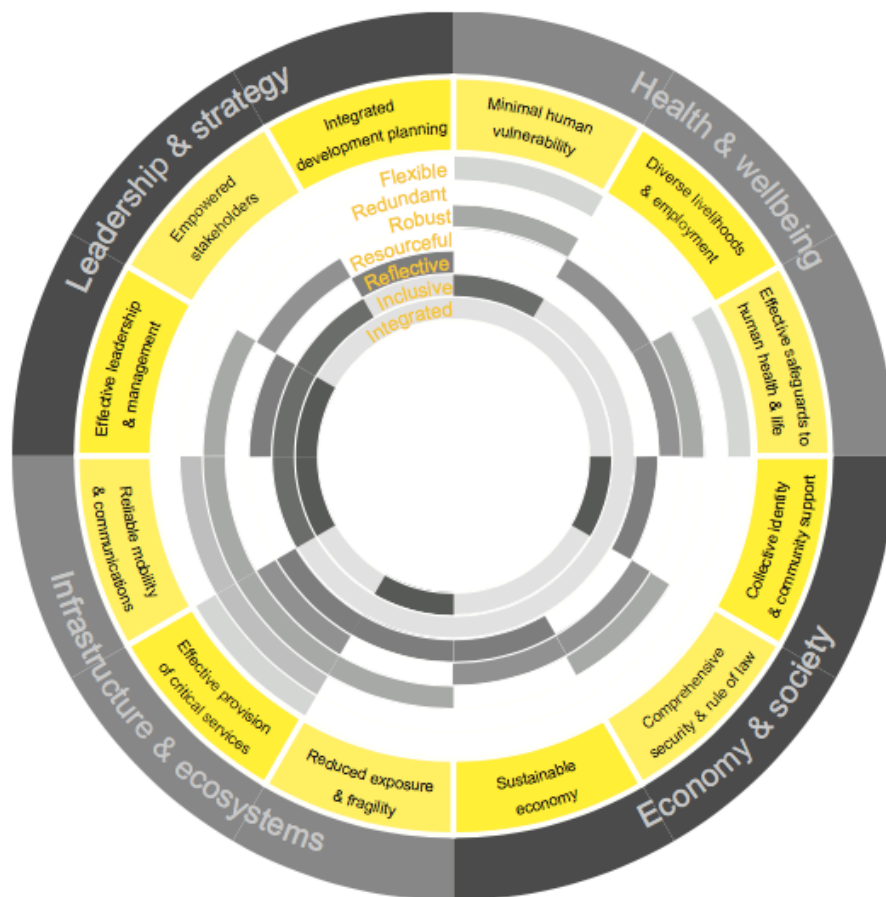 Leadership & strategy
Health & wellbeing
Economy & society
Infrastructure & ecosystems
Integrated
development planning
Minimal human
vulnerability
Diverse livelihoods
& employment
Effective safeguards to
human health & life
Collective identity
& community support
Comprehensive
security & rule of law
Sustainable
economy
Reduced exposure
& fragility
Effective provision
of critical services
Reliable mobility
& communications
Effective leadership
& management
Empowered
stakeholders
Flexible
Redundant
Robust
Resourceful
Reflective
Inclusive
Integrated